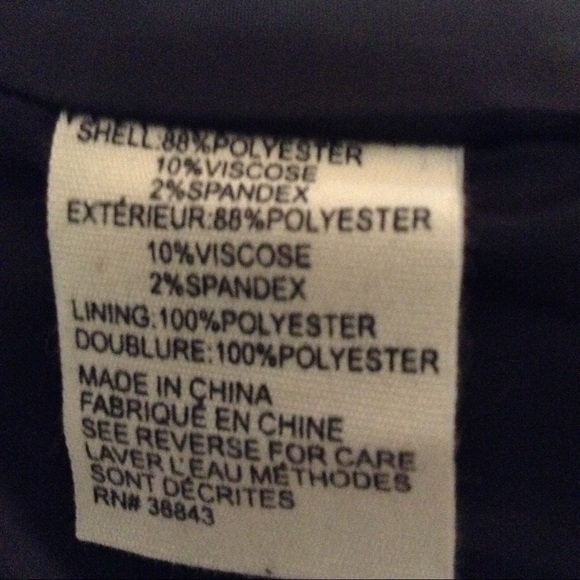 SHELL:88%POLYESTER
10%VISCOSE
2%SPANDEX
EXTÉRIEUR:88%POLYESTER
10%VISCOSE
2%SPANDEX
LINING:100%POLYESTER
DOUBLURE:100%POLYESTER
MADE IN CHINA
FABRIQUÉ EN CHINE
SEE REVERSE FOR CARE
LAVER L'EAU MÉTHODES
SONT DÉCRITES
RN# 38843